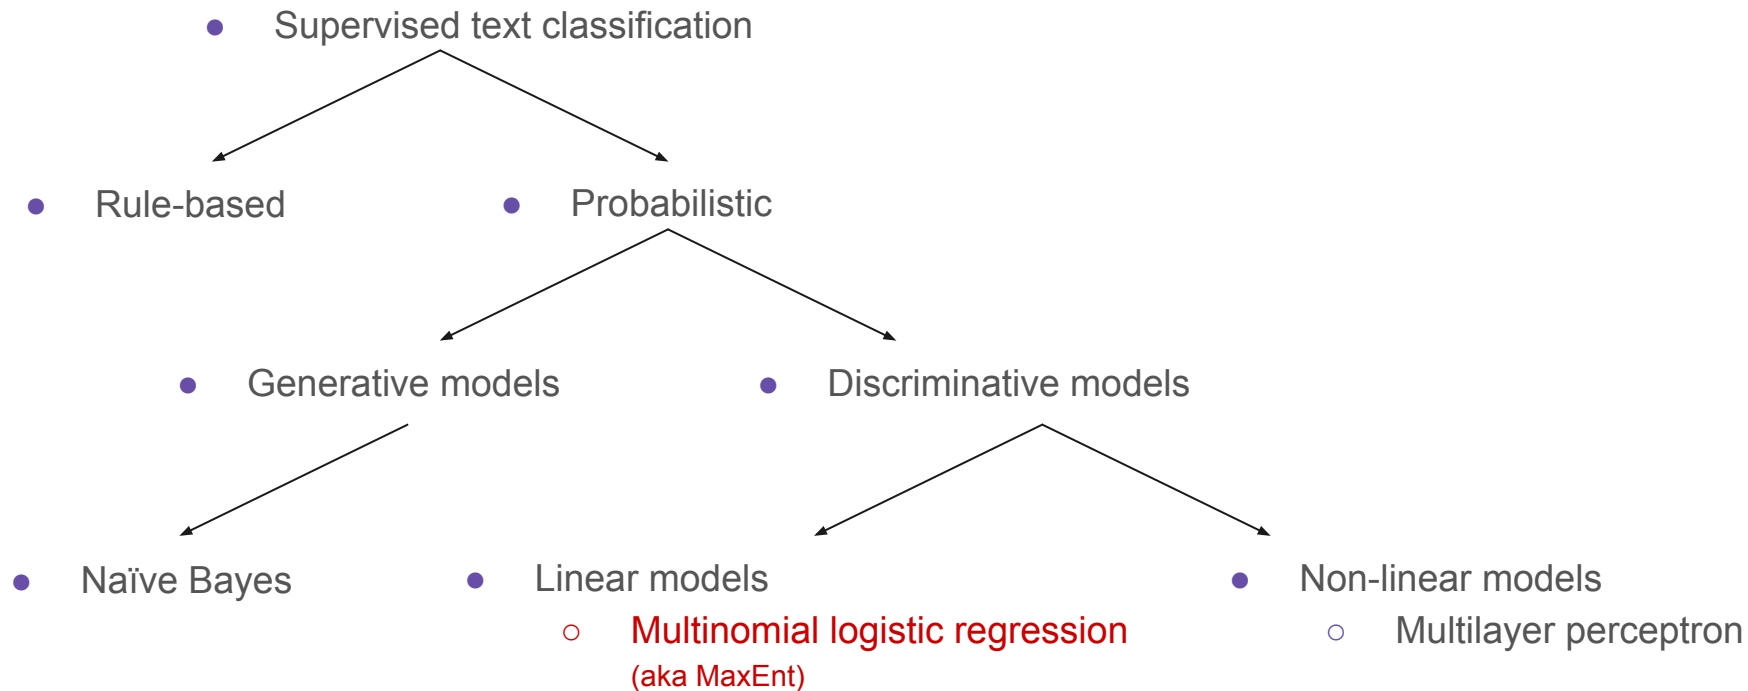 Supervised text classification
Rule-based
Probabilistic
Generative models
Discriminative models
Naïve Bayes
Linear models
Non-linear models
Multinomial logistic regression
Multilayer perceptron
(aka MaxEnt)